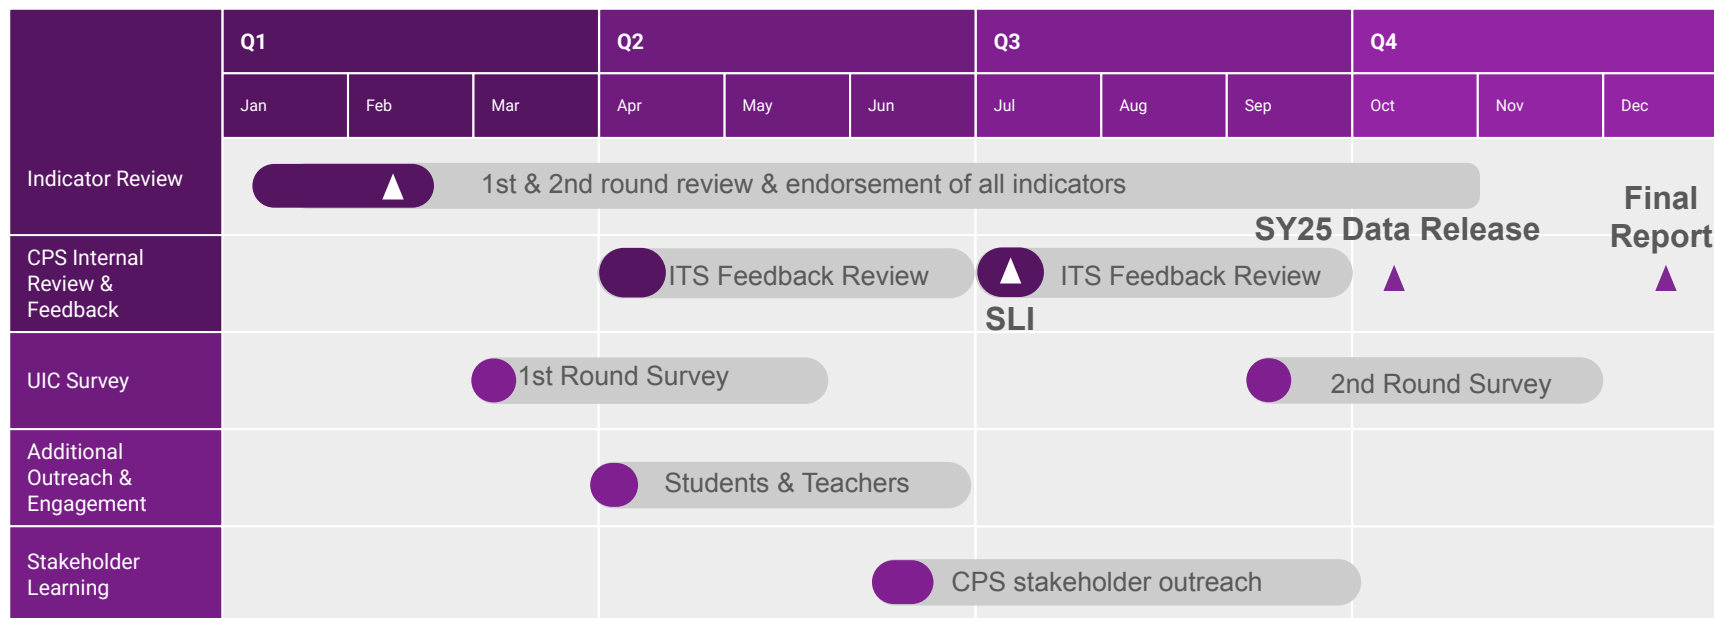 Q1
Q2
Q3
Q4
Jan
Feb
Mar
Apr
May
Jun
Jul
Aug
Sep
Oct
Nov
Dec
Indicator Review
1st & 2nd round review & endorsement of all indicators
SY25 Data Release
Final
Report
CPS Internal
Review &
Feedback
ITS Feedback Review
ITS Feedback Review
SLI
UIC Survey
1st Round Survey
2nd Round Survey
Additional
Outreach &
Engagement
Students & Teachers
Stakeholder
Learning
CPS stakeholder outreach